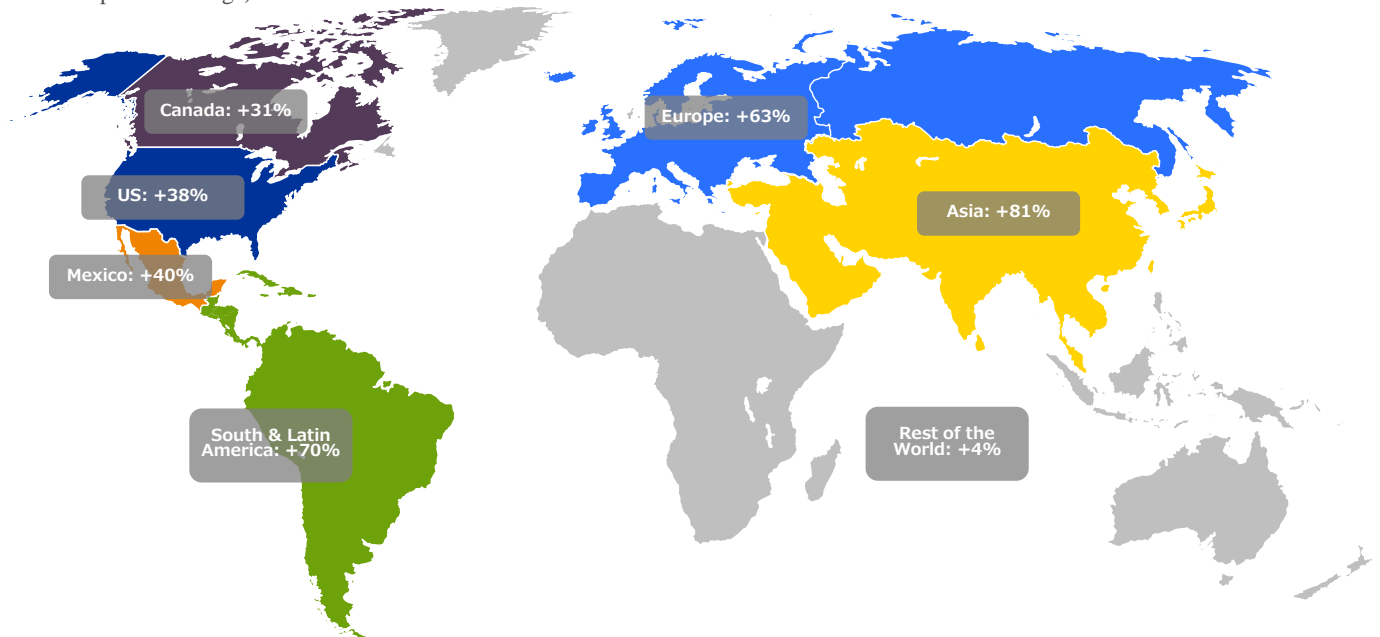 Canada: +31%
Europe: +63%
US: +38%
Asia: +81%
Mexico: +40%
South & Latin
America: +70%
Rest of the
World: +4%